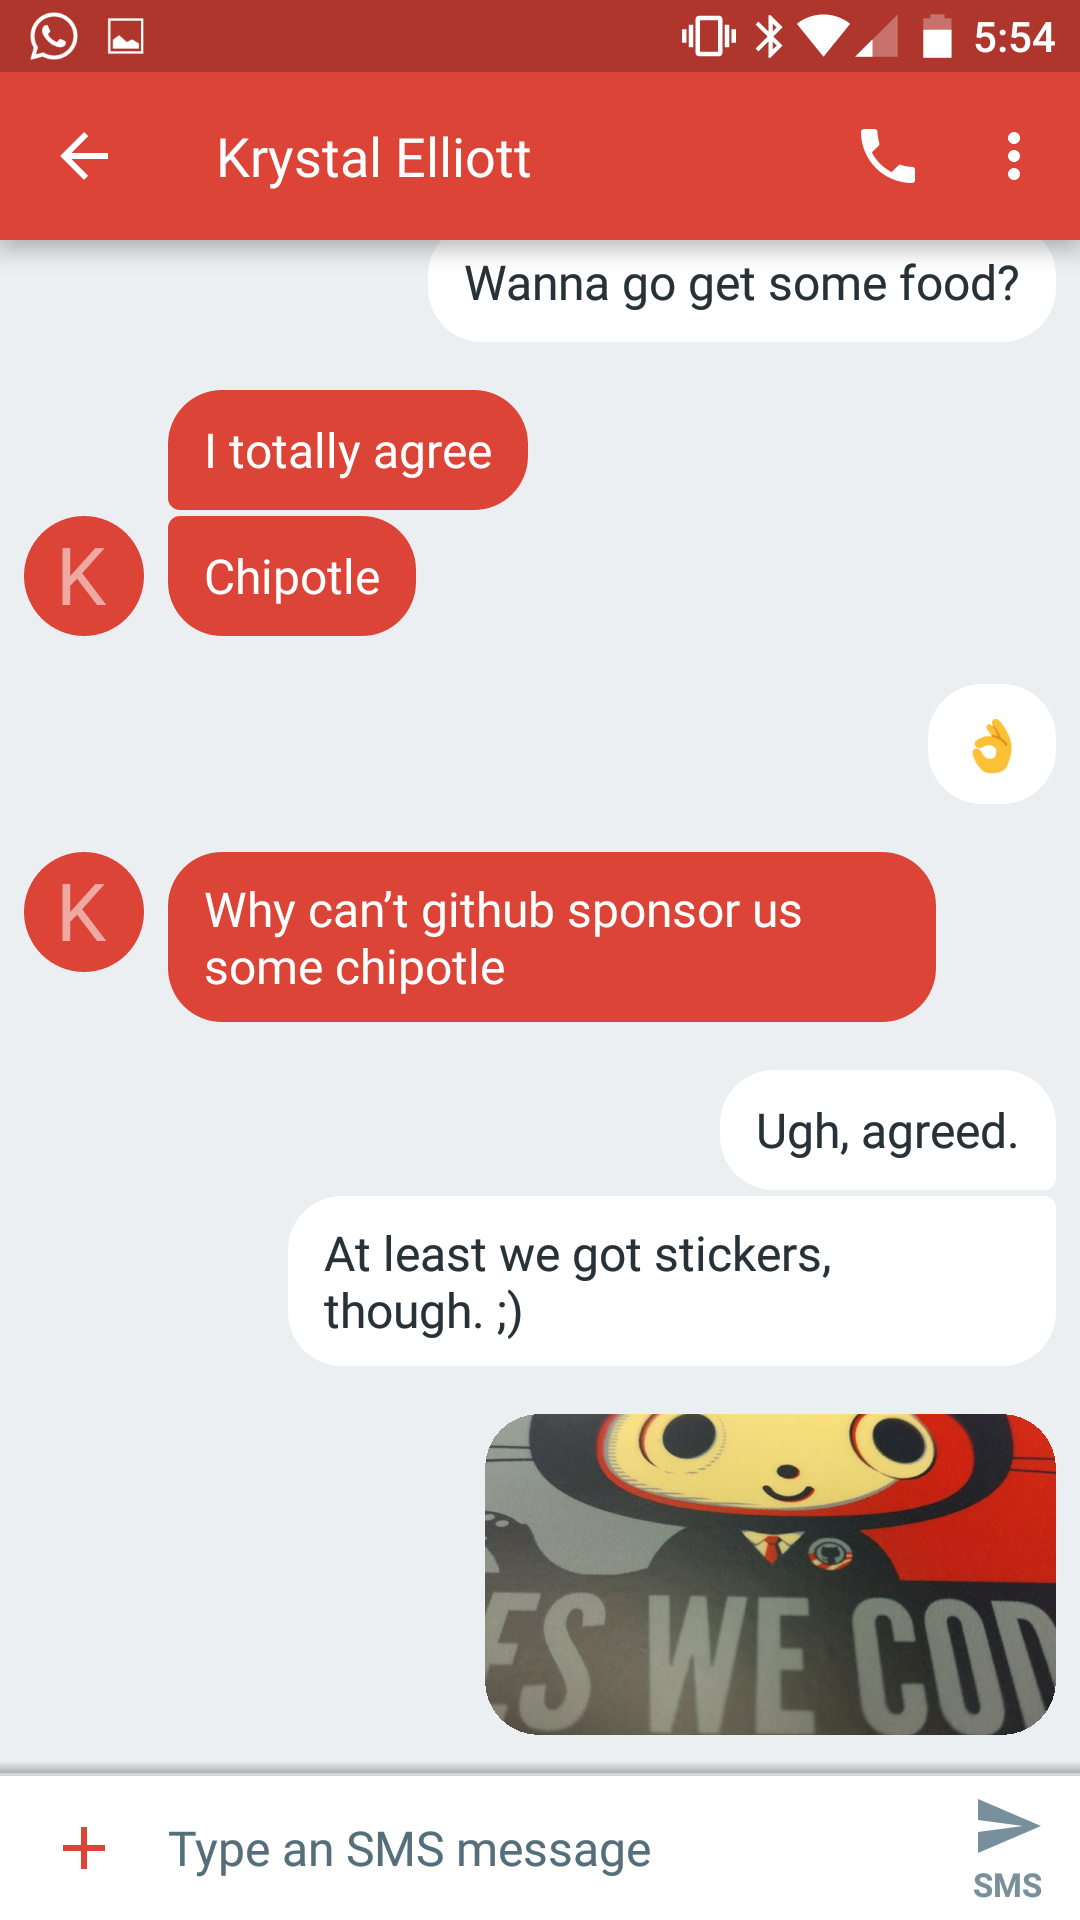 5:54
Krystal Elliott
Wanna go get some food?
I totally agree
K
Chipotle
👌
K
Why can’t github sponsor us
some chipotle
Ugh, agreed.
At least we got stickers,
though. ;)
ES WE COD
Type an SMS message
SMS